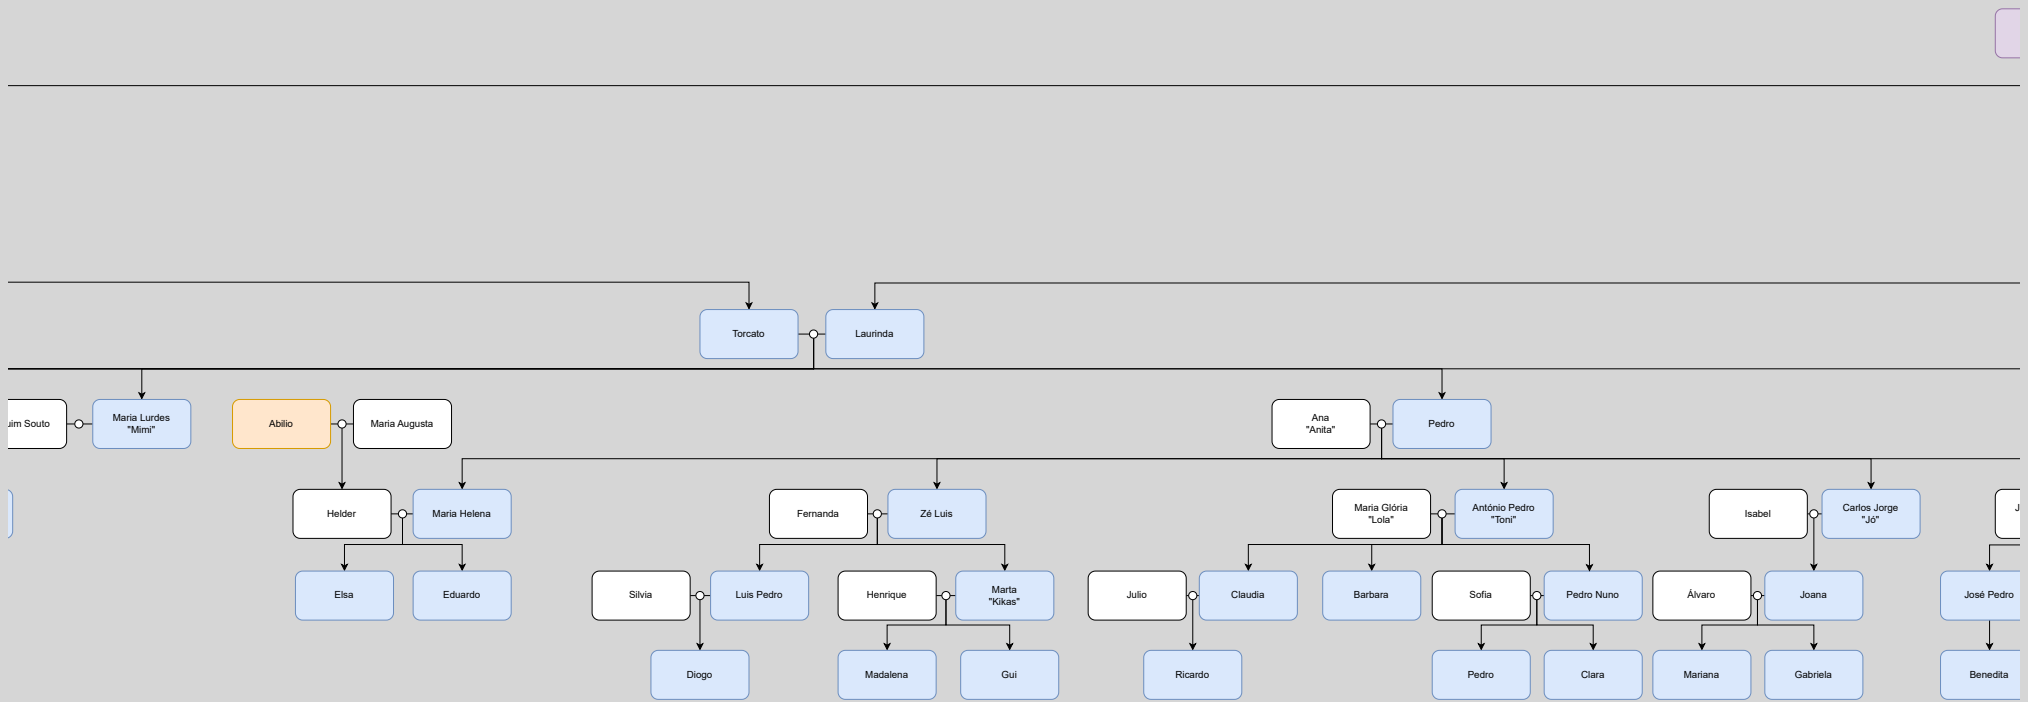 Torcato
Laurinda
im Souto
Maria Lurdes
"Mimi"
Abilio
Maria Augusta
Ana
"Anita"
Pedro
Helder
Maria Helena
Fernanda
Zé Luis
Maria Glória
"Lola"
António Pedro
"Toni"
Isabel
Carlos Jorge
"Jó"
J
Elsa
Eduardo
Silvia
Luis Pedro
Henrique
Marta
"Kikas"
Julio
Claudia
Barbara
Sofia
Pedro Nuno
Álvaro
Joana
José Pedro
Diogo
Madalena
Gui
Ricardo
Pedro
Clara
Mariana
Gabriela
Benedita